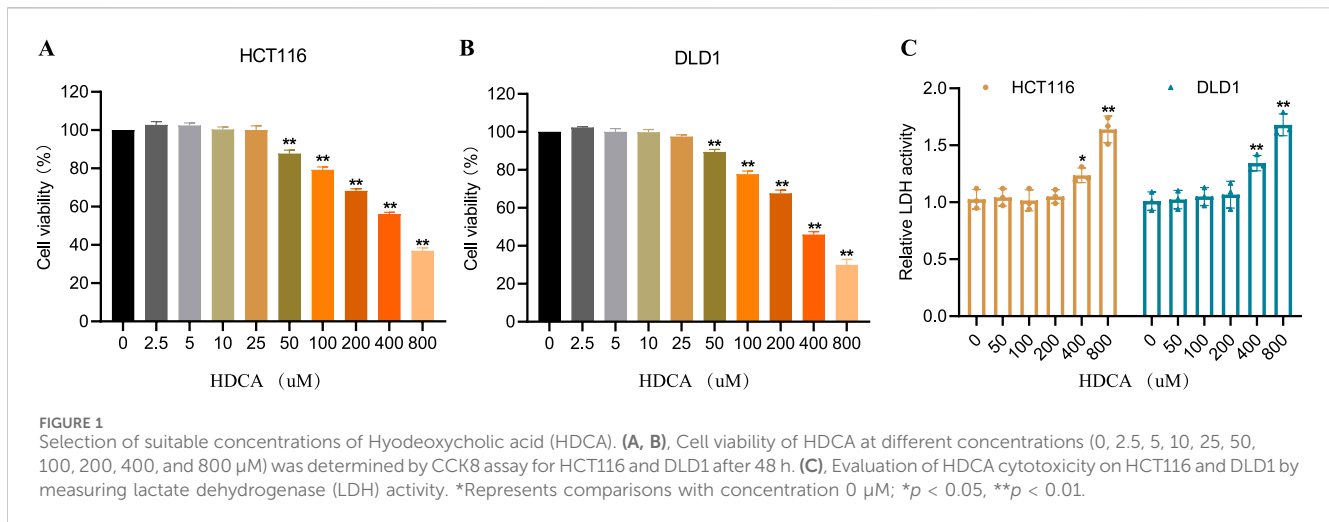 A
HCT116
Cell viability (%)
120
100
80
60
40
20
0
** ** ** ** **
0 2.5 5 10 25 50 100 200 400 800
HDCA (uM)
B
DLD1
Cell viability (%)
120
100
80
60
40
20
0
** ** ** ** **
0 2.5 5 10 25 50 100 200 400 800
HDCA (uM)
C
HCT116 DLD1
Relative LDH activity
2.0
1.5
1.0
0.5
0.0
* ** ** **
0 50 100 200 400 800 0 50 100 200 400 800
HDCA (uM)
FIGURE 1
Selection of suitable concentrations of Hyodeoxycholic acid (HDCA). (A, B), Cell viability of HDCA at different concentrations (0, 2.5, 5, 10, 25, 50,
100, 200, 400, and 800 μM) was determined by CCK8 assay for HCT116 and DLD1 after 48 h. (C), Evaluation of HDCA cytotoxicity on HCT116 and DLD1 by
measuring lactate dehydrogenase (LDH) activity. *Represents comparisons with concentration 0 μM; *p < 0.05, **p < 0.01.